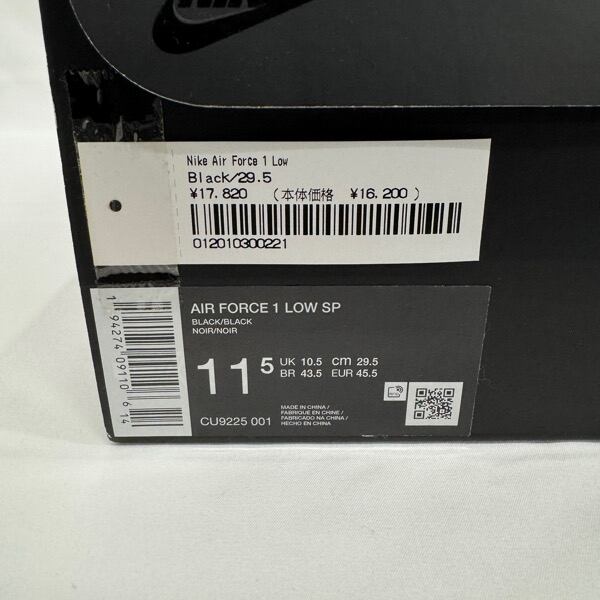 AIR
Nike Air Force 1 Low
Black/29.5
¥17,820 (本体価格 ¥16,200)
012010300221
AIR FORCE 1 LOW SP
BLACK/BLACK
NOIR/NOIR
11 5 UK 10.5 cm 29.5
BR 43.5 EUR 45.5
MADE IN CHINA /
FABRIQUE EN CHINE /
FABRICADO NA CHINA /
HECHO EN CHINA
CU9225 001
1 94274 09110 6 14